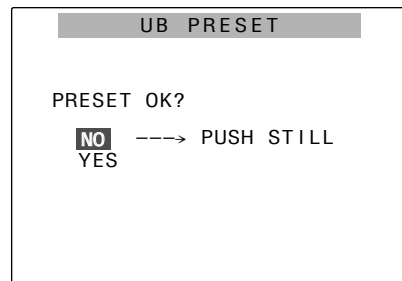 UB PRESET
PRESET OK?
NO ---→ PUSH STILL
YES